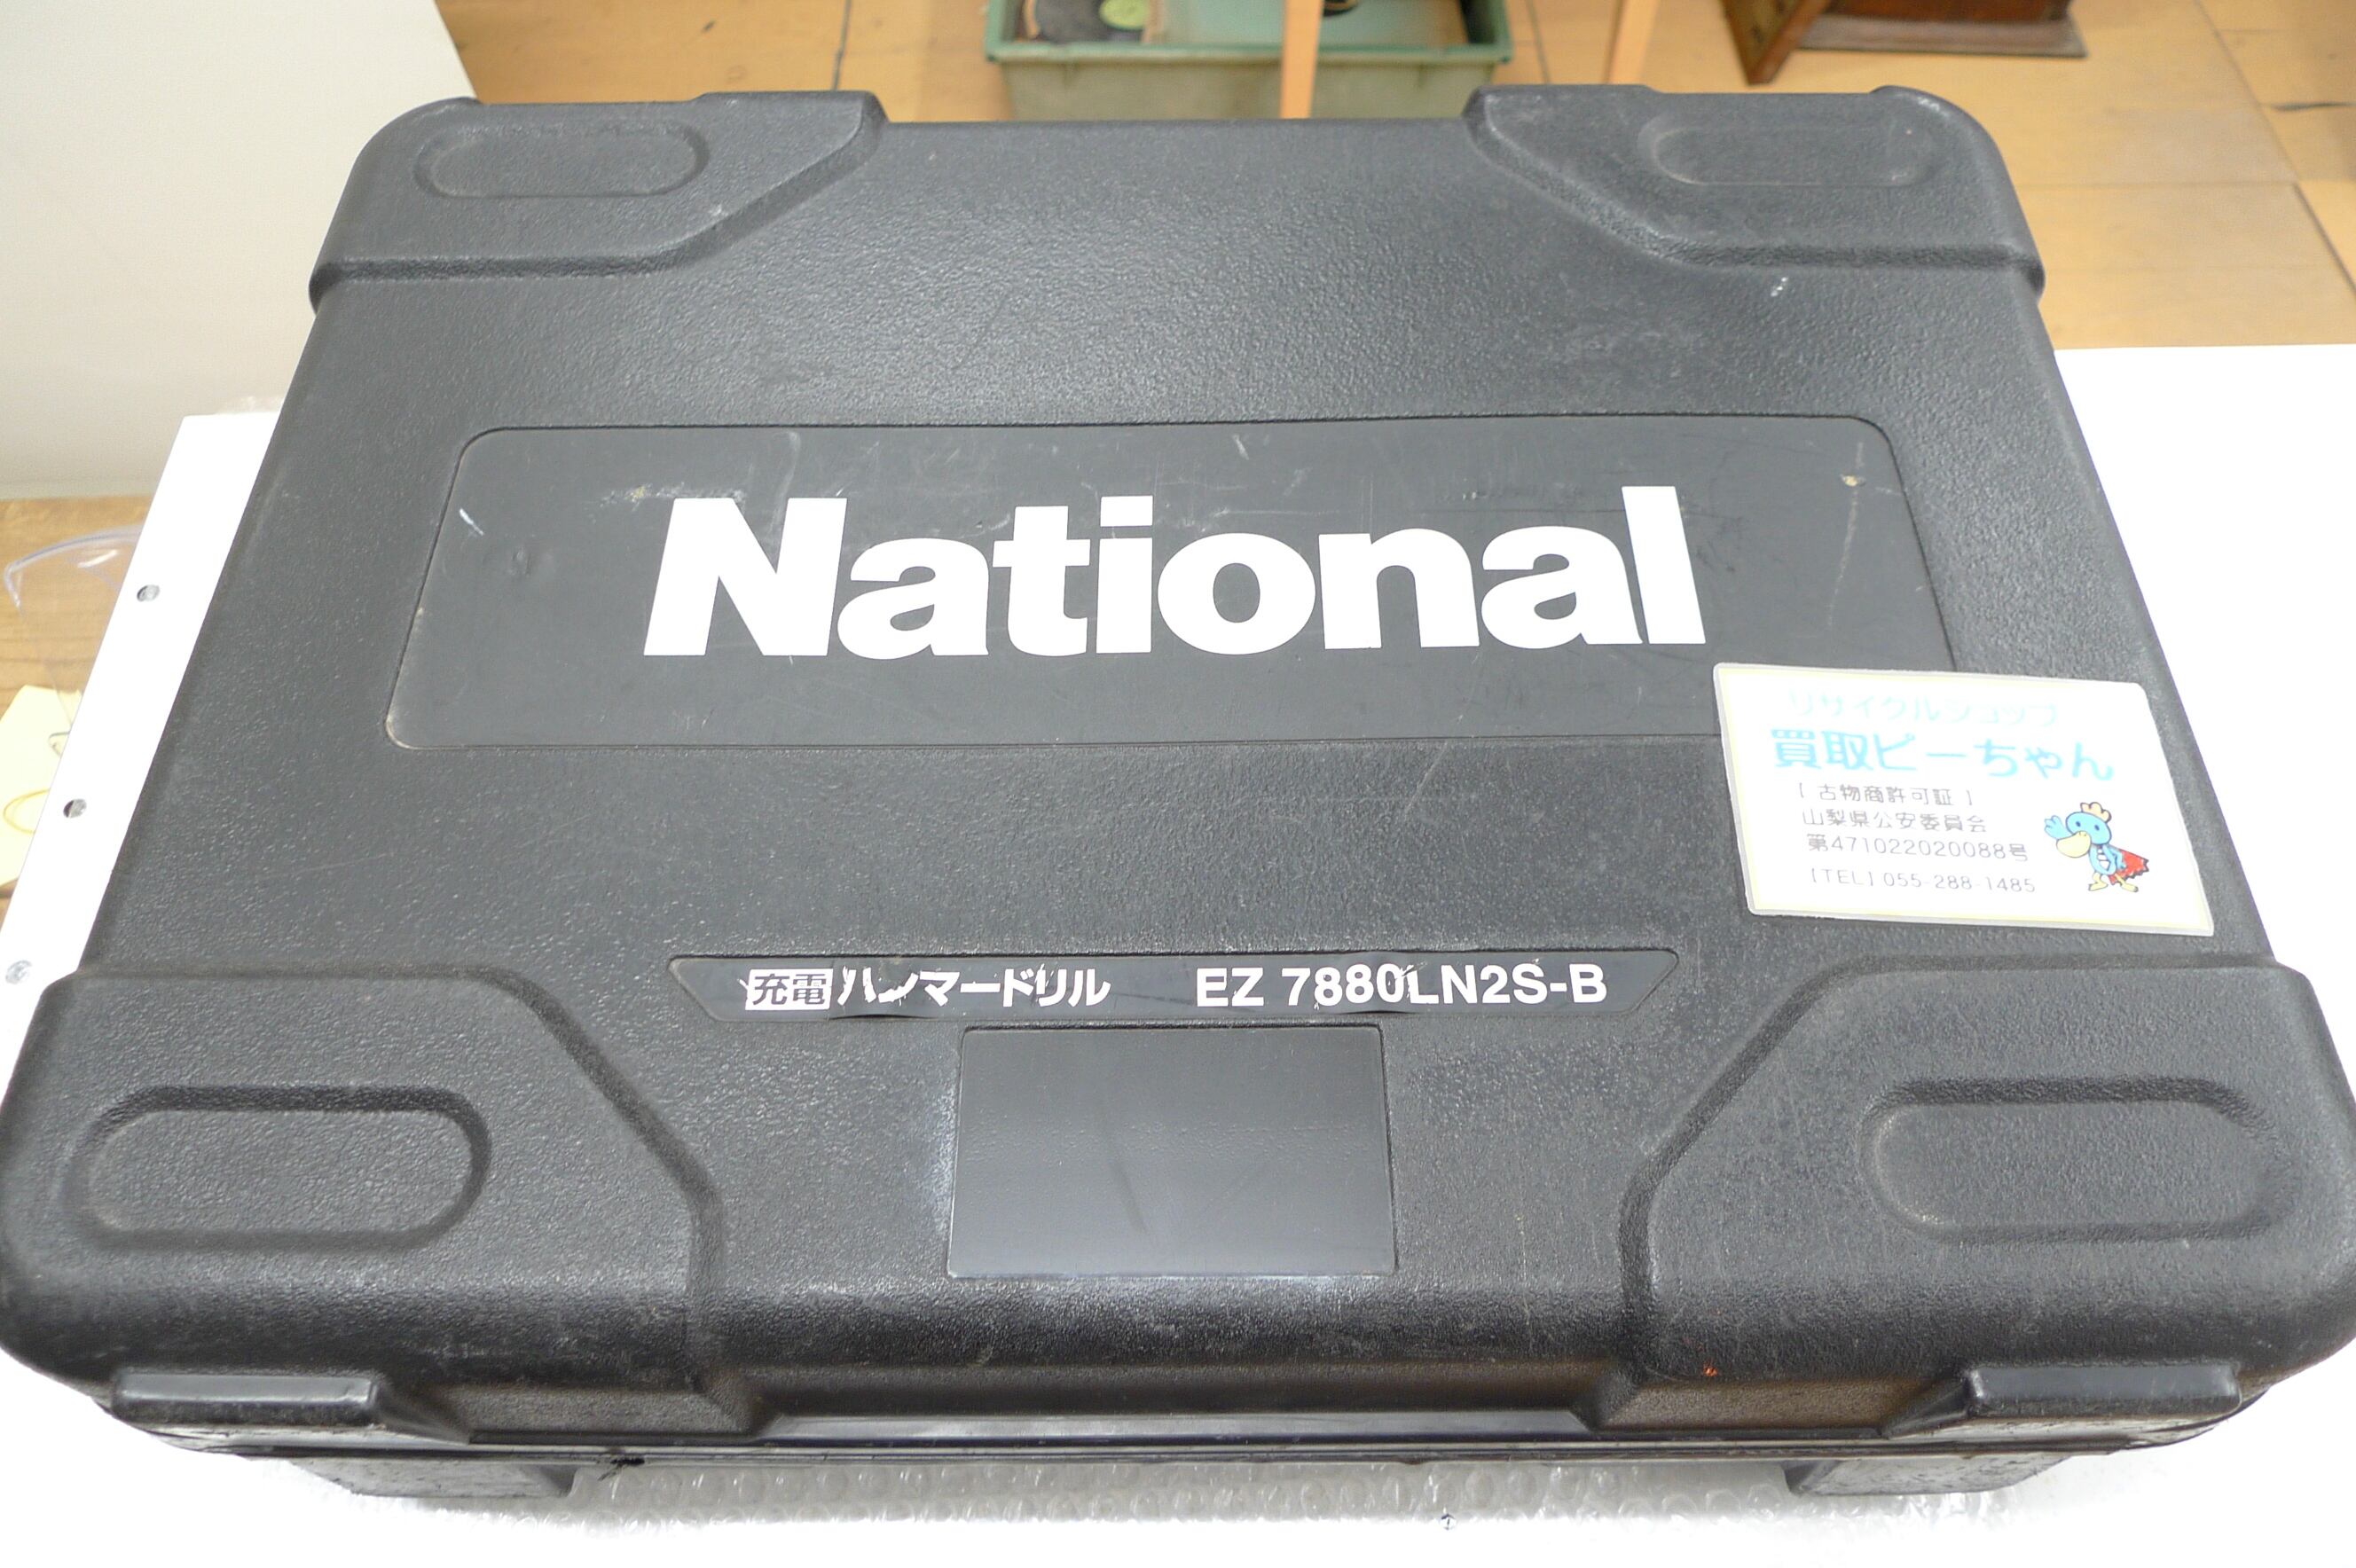 National
リサイクルショップ
買取ピーちゃん
[ 古物商許可証 ]
山梨県公安委員会
第471022020088号
[TEL] 055-288-1485
充電ハンマードリル EZ 7880LN2S-B